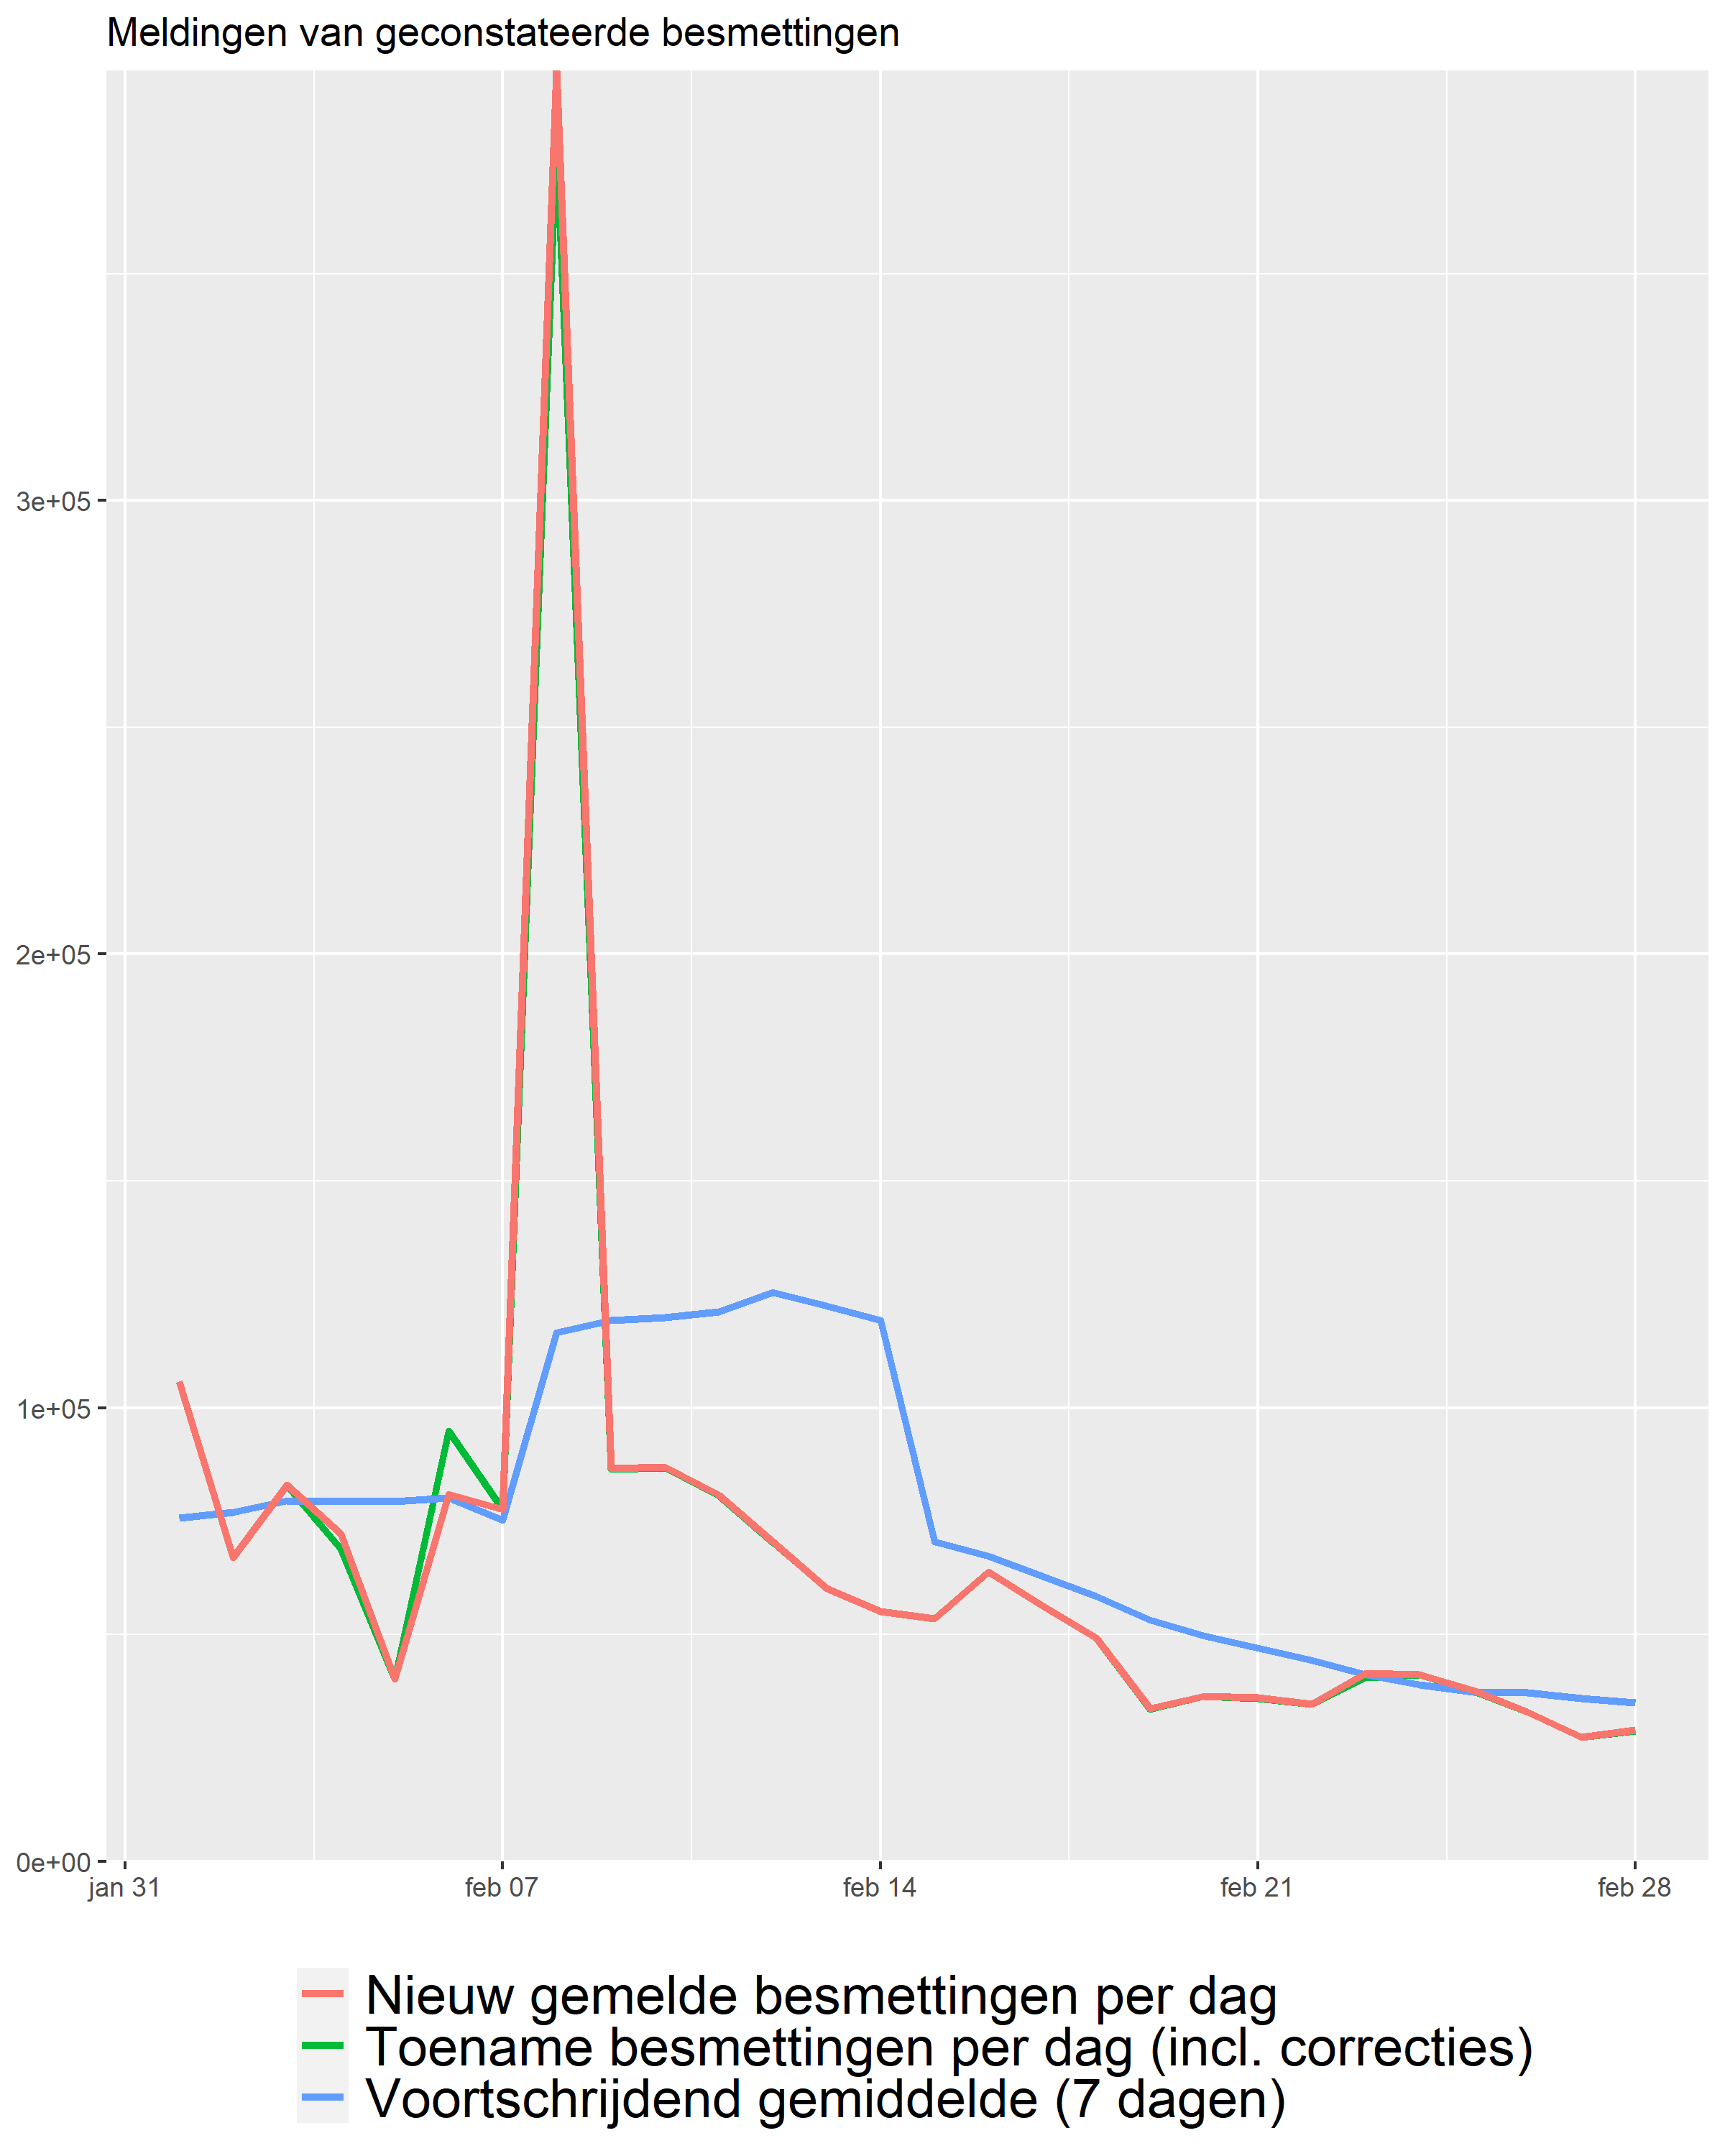 Meldingen van geconstateerde besmettingen
3e+05
2e+05
1e+05
0e+00
jan 31 feb 07 feb 14 feb 21 feb 28
Nieuw gemelde besmettingen per dag
Toename besmettingen per dag (incl. correcties)
Voortschrijdend gemiddelde (7 dagen)